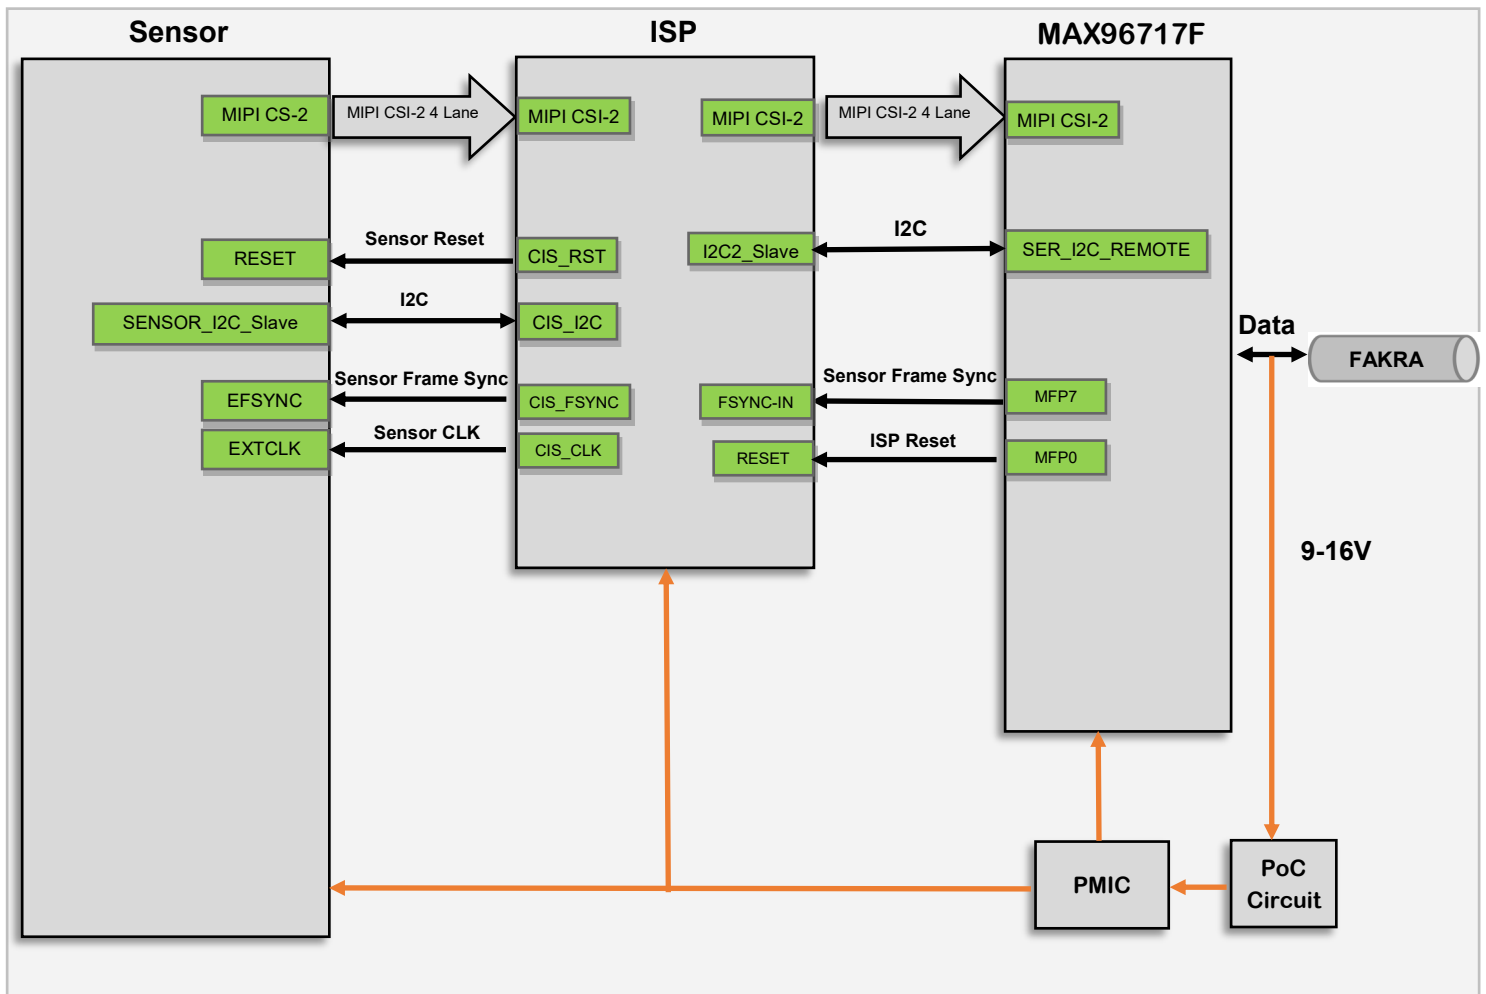 Sensor
ISP
MAX96717F
MIPI CS-2
MIPI CSI-2 4 Lane
MIPI CSI-2
MIPI CSI-2
MIPI CSI-2 4 Lane
MIPI CSI-2
Sensor Reset
RESET
CIS_RST
I2C2_Slave
I2C
SER_I2C_REMOTE
I2C
SENSOR_I2C_Slave
CIS_I2C
Data
FAKRA
Sensor Frame Sync
EFSYNC
CIS_FSYNC
FSYNC-IN
Sensor Frame Sync
MFP7
Sensor CLK
EXTCLK
CIS_CLK
RESET
ISP Reset
MFP0
9-16V
PMIC
PoC
Circuit